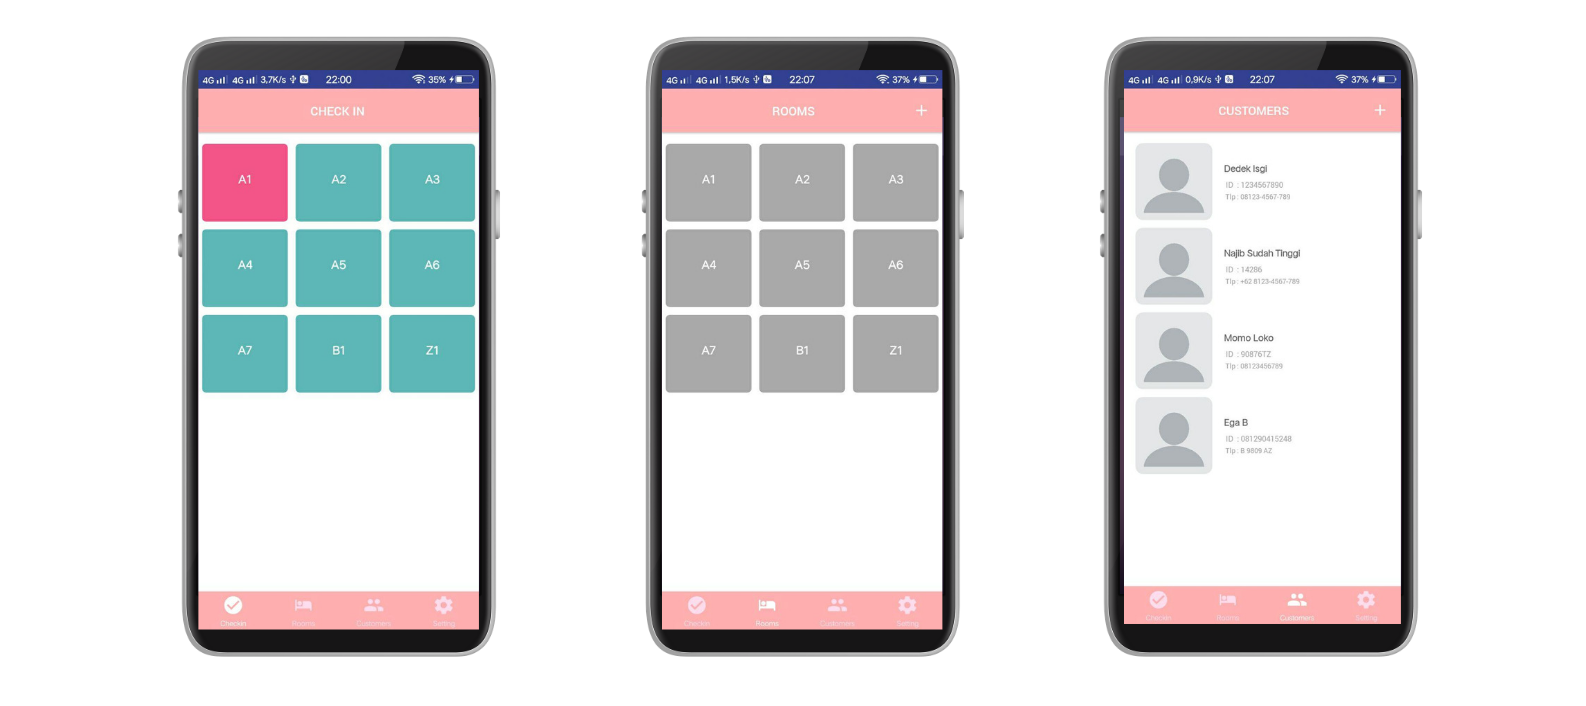 4G 4G 3,7K/s 22:00 35%
CHECK IN
A1 A2 A3
A4 A5 A6
A7 B1 Z1
Checkin Rooms Customers Setting
4G 4G 1,5K/s 22:07 37%
ROOMS +
A1 A2 A3
A4 A5 A6
A7 B1 Z1
Checkin Rooms Customers Setting
4G 4G 0,9K/s 22:07 37%
CUSTOMERS +
Dedek Isgi
ID : 1234567890
Tlp : 08123-4567-789
Najib Sudah Tinggi
ID : 14286
Tlp : +62 8123-4567-789
Momo Loko
ID : 90876TZ
Tlp : 08123456789
Ega B
ID : 081290415248
Tlp : B 9809 AZ
Checkin Rooms Customers Setting